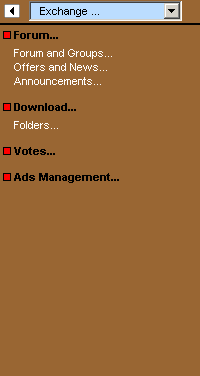 Exchange ...
Forum...
Forum and Groups...
Offers and News...
Announcements...
Download...
Folders...
Votes...
Ads Management...